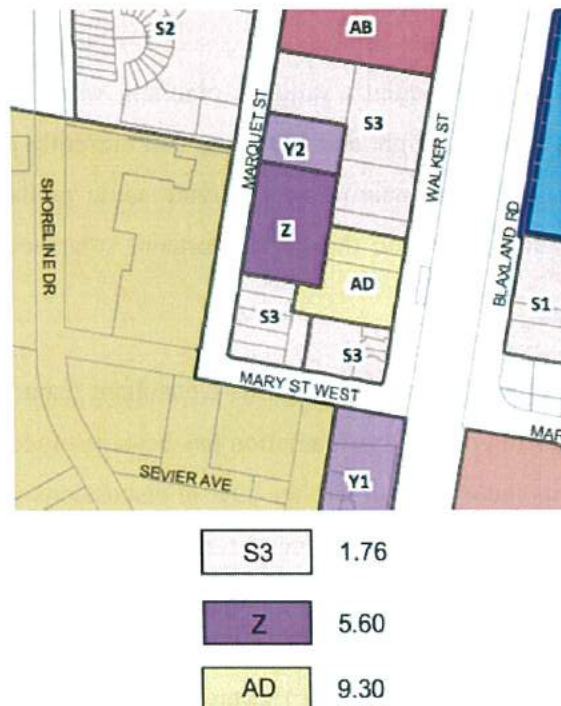 S2
AB
MARQUET ST
S3
WALKER ST
Y2
SHORELINE DR
Z
BLAXLAND RD
AD
S1
S3
S3
MARY ST WEST
MAR
SEVIER AVE
Y1
S3 1.76
Z 5.60
AD 9.30